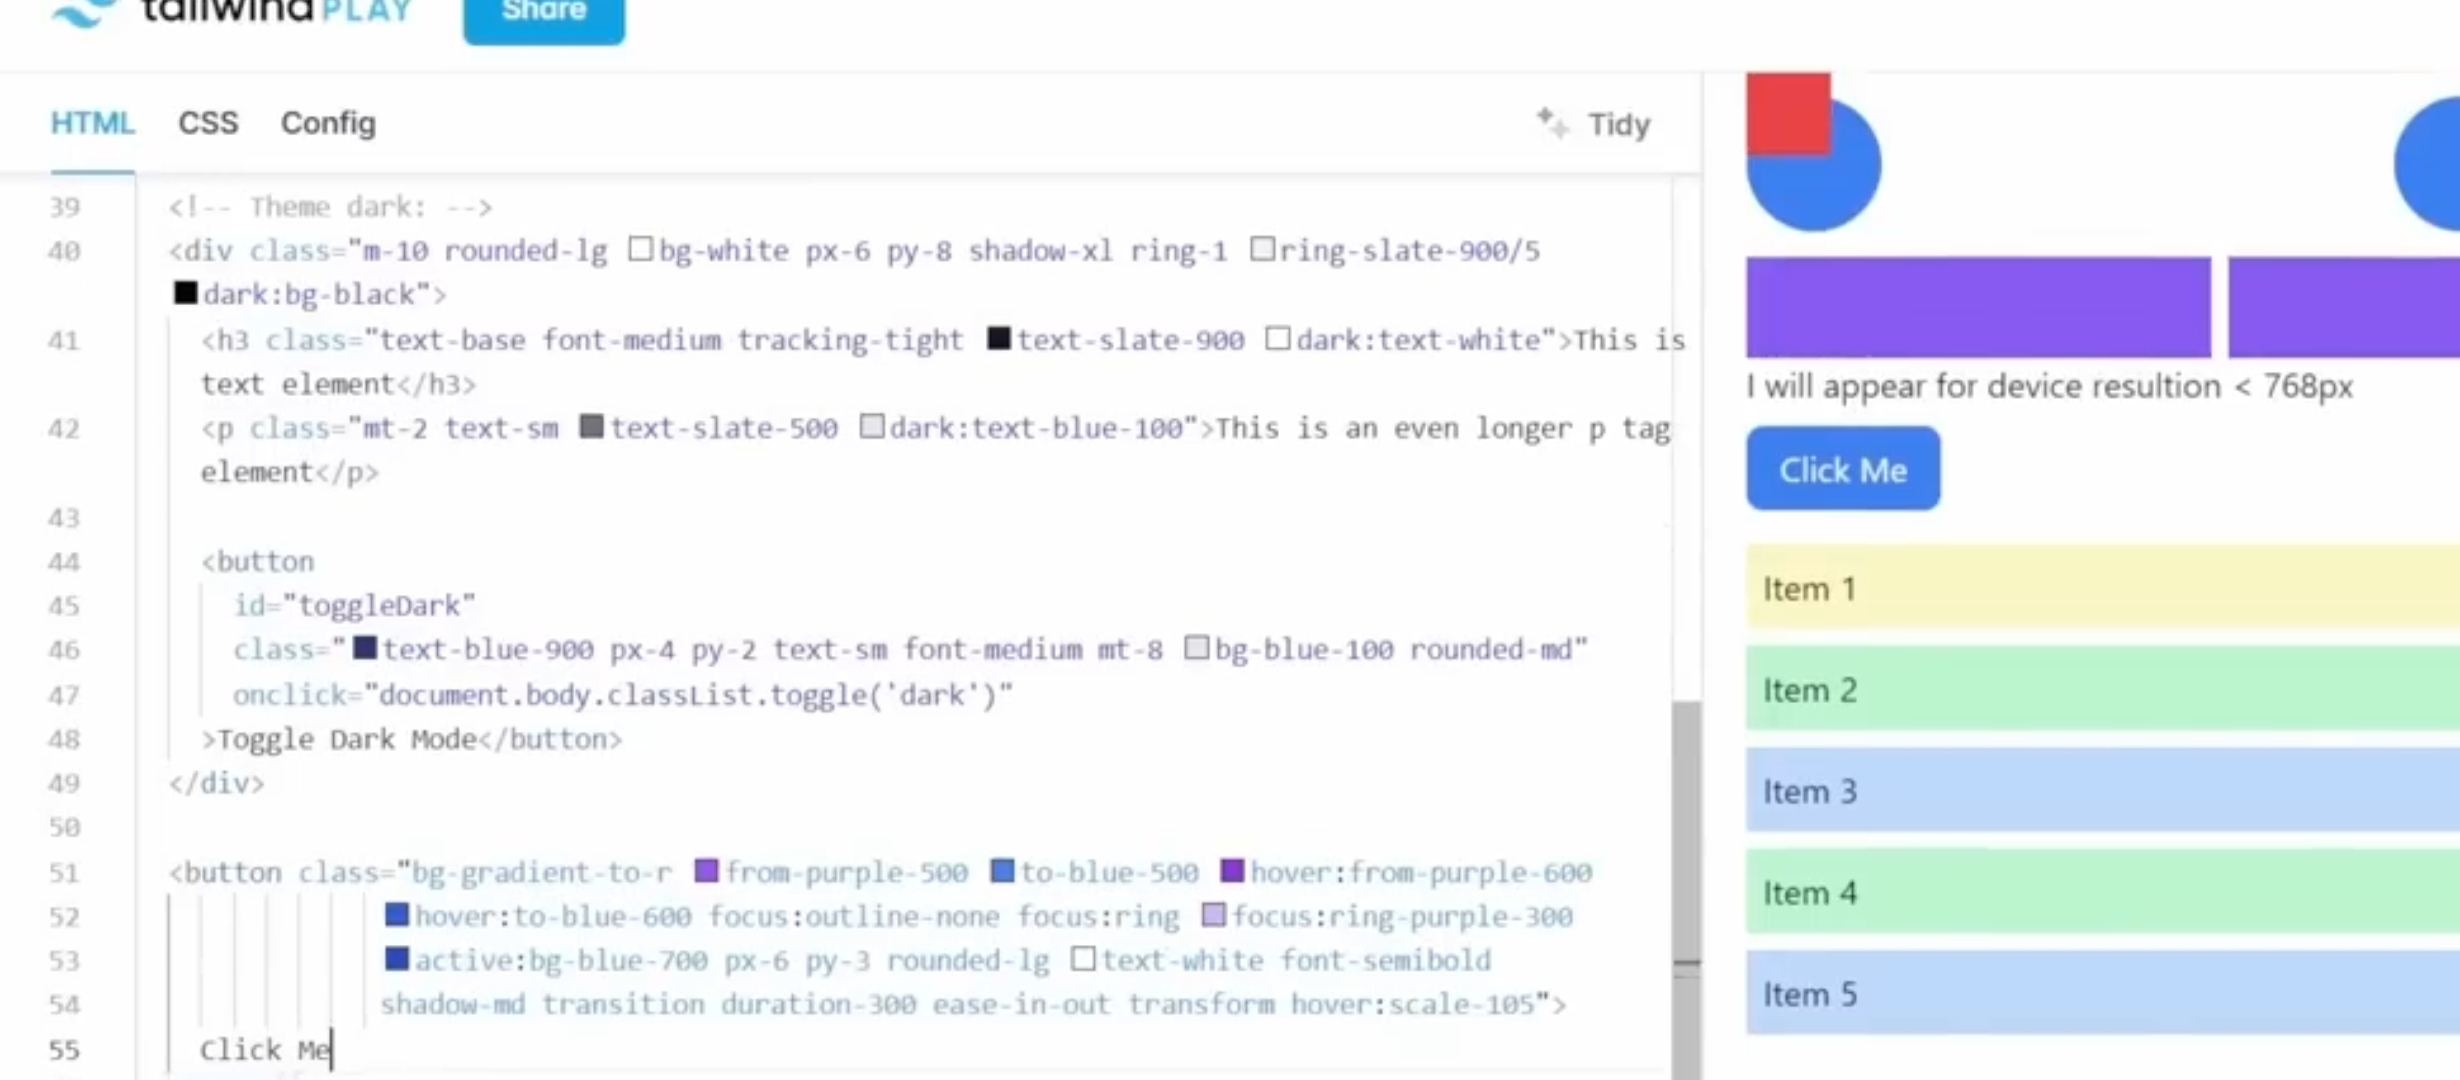 tailwind PLAY
Share
HTML CSS Config
Tidy
39 <!-- Theme dark: -->
40 <div class="m-10 rounded-lg bg-white px-6 py-8 shadow-xl ring-1 ring-slate-900/5
dark:bg-black">
41 <h3 class="text-base font-medium tracking-tight text-slate-900 dark:text-white">This is
text element</h3>
42 <p class="mt-2 text-sm text-slate-500 dark:text-blue-100">This is an even longer p tag
element</p>
43
44 <button
45 id="toggleDark"
46 class="text-blue-900 px-4 py-2 text-sm font-medium mt-8 bg-blue-100 rounded-md"
47 onclick="document.body.classList.toggle('dark')"
48 >Toggle Dark Mode</button>
49 </div>
50
51 <button class="bg-gradient-to-r from-purple-500 to-blue-500 hover:from-purple-600
52 hover:to-blue-600 focus:outline-none focus:ring focus:ring-purple-300
53 active:bg-blue-700 px-6 py-3 rounded-lg text-white font-semibold
54 shadow-md transition duration-300 ease-in-out transform hover:scale-105">
55 Click Me
I will appear for device resultion < 768px
Click Me
Item 1
Item 2
Item 3
Item 4
Item 5